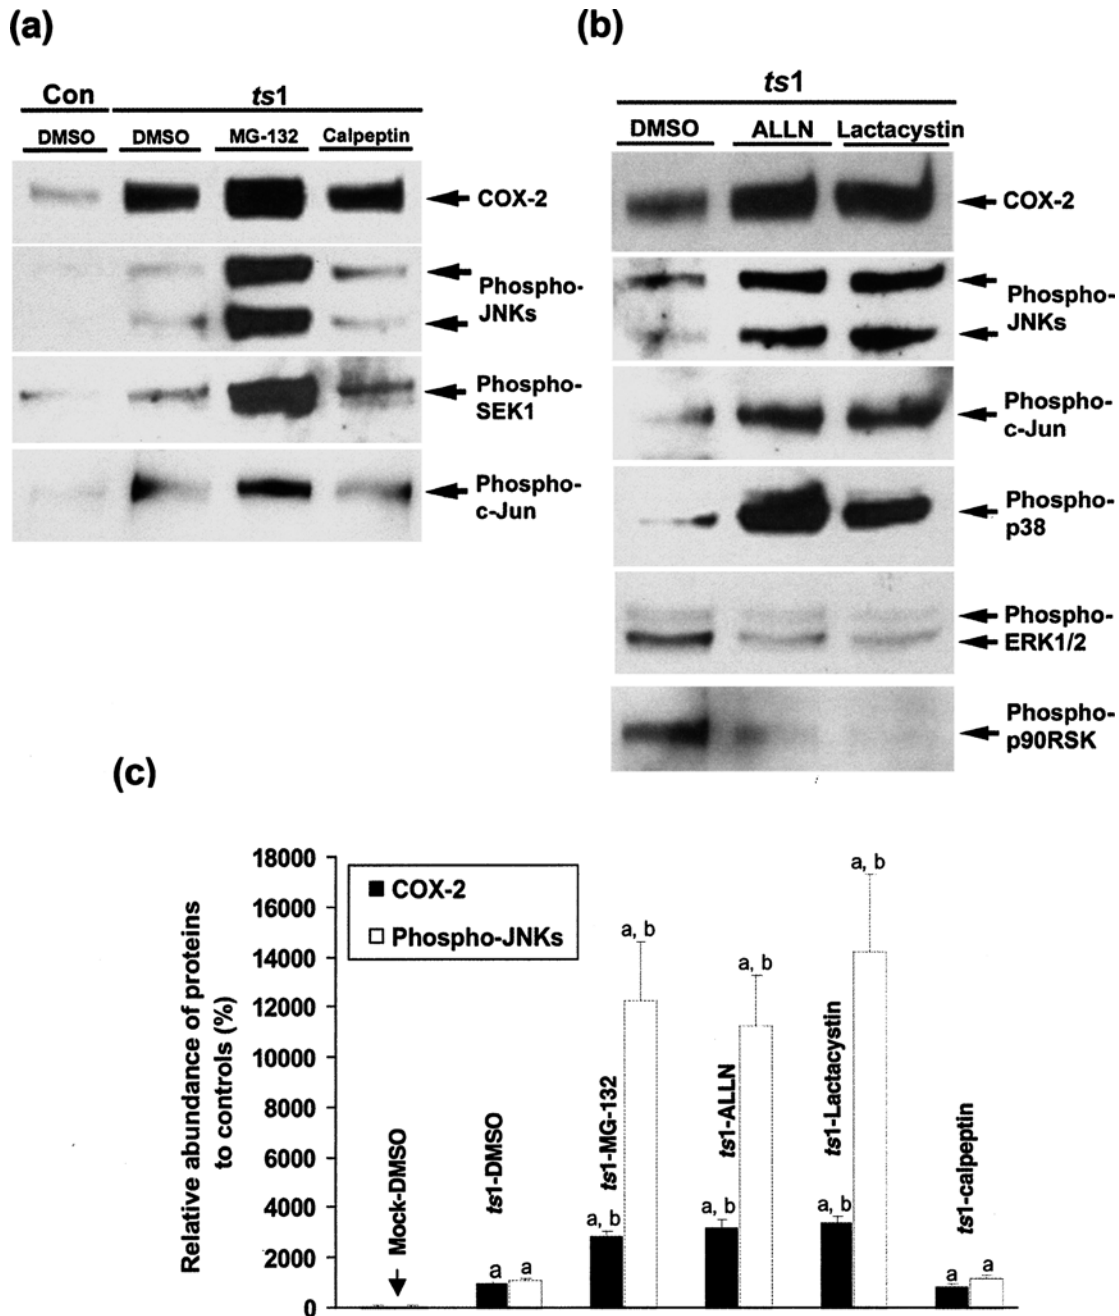 (a)
Con ts1
DMSO DMSO MG-132 Calpeptin
COX-2
Phospho-
JNKs
Phospho-
SEK1
Phospho-
c-Jun
(b)
ts1
DMSO ALLN Lactacystin
COX-2
Phospho-
JNKs
Phospho-
c-Jun
Phospho-
p38
Phospho-
ERK1/2
Phospho-
p90RSK
(c)
Relative abundance of proteins
to controls (%)
18000
16000
14000
12000
10000
8000
6000
4000
2000
0
COX-2
Phospho-JNKs
Mock-DMSO
ts1-DMSO
a a
ts1-MG-132
a, b a, b
ts1-ALLN
a, b a, b
ts1-Lactacystin
a, b a, b
ts1-calpeptin
a a